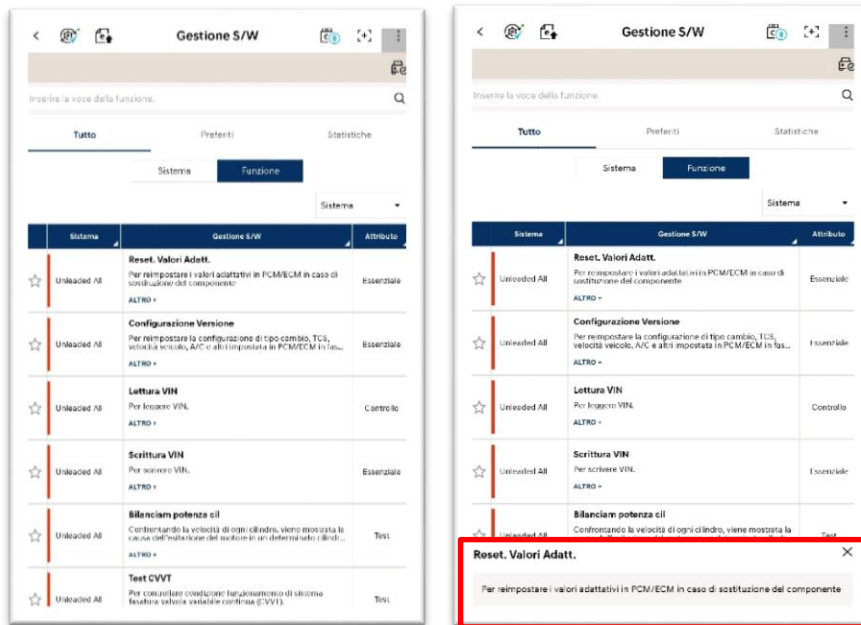 Gestione S/W
Inserire la voce della funzione.
Tutto Preferiti Statistiche
Sistema Funzione
Sistema
Sistema Gestione S/W Attributo
Reset. Valori Adatt.
Per reimpostare i valori adattativi in PCM/ECM in caso di
sostituzione del componente
Unleaded All Essenziale
ALTRO +
Configurazione Versione
Per reimpostare la configurazione di tipo cambio, TCS,
velocità veicolo, A/C e altri impostata in PCM/ECM in fas...
Unleaded All Essenziale
ALTRO +
Lettura VIN
Per leggere VIN.
Unleaded All Controllo
ALTRO +
Scrittura VIN
Per scrivere VIN.
Unleaded All Essenziale
ALTRO +
Bilanciam potenza cil
Confrontando la velocità di ogni cilindro, viene mostrata la
causa dell'esitazione del motore in un determinato cilindr...
Unleaded All Test
ALTRO +
Test CVVT
Per controllare condizione funzionamento di sistema
fasatura valvola variabile continua (CVVT).
Unleaded All Test
Gestione S/W
Inserire la voce della funzione.
Tutto Preferiti Statistiche
Sistema Funzione
Sistema
Sistema Gestione S/W Attributo
Reset. Valori Adatt.
Per reimpostare i valori adattativi in PCM/ECM in caso di
sostituzione del componente
Unleaded All Essenziale
ALTRO +
Configurazione Versione
Per reimpostare la configurazione di tipo cambio, TCS,
velocità veicolo, A/C e altri impostata in PCM/ECM in fas...
Unleaded All Essenziale
ALTRO +
Lettura VIN
Per leggere VIN.
Unleaded All Controllo
ALTRO +
Scrittura VIN
Per scrivere VIN.
Unleaded All Essenziale
ALTRO +
Bilanciam potenza cil
Confrontando la velocità di ogni cilindro, viene mostrata la
Unleaded All Test
Reset. Valori Adatt.
Per reimpostare i valori adattativi in PCM/ECM in caso di sostituzione del componente